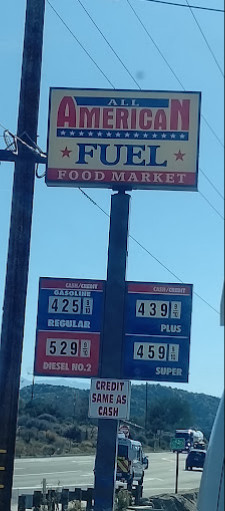 ALL
AMERICAN
FUEL
FOOD MARKET
CASH/CREDIT
GASOLINE
425 9/10
REGULAR
CASH/CREDIT
439 9/10
PLUS
529 9/10
DIESEL NO.2
459 9/10
SUPER
CREDIT
SAME AS
CASH